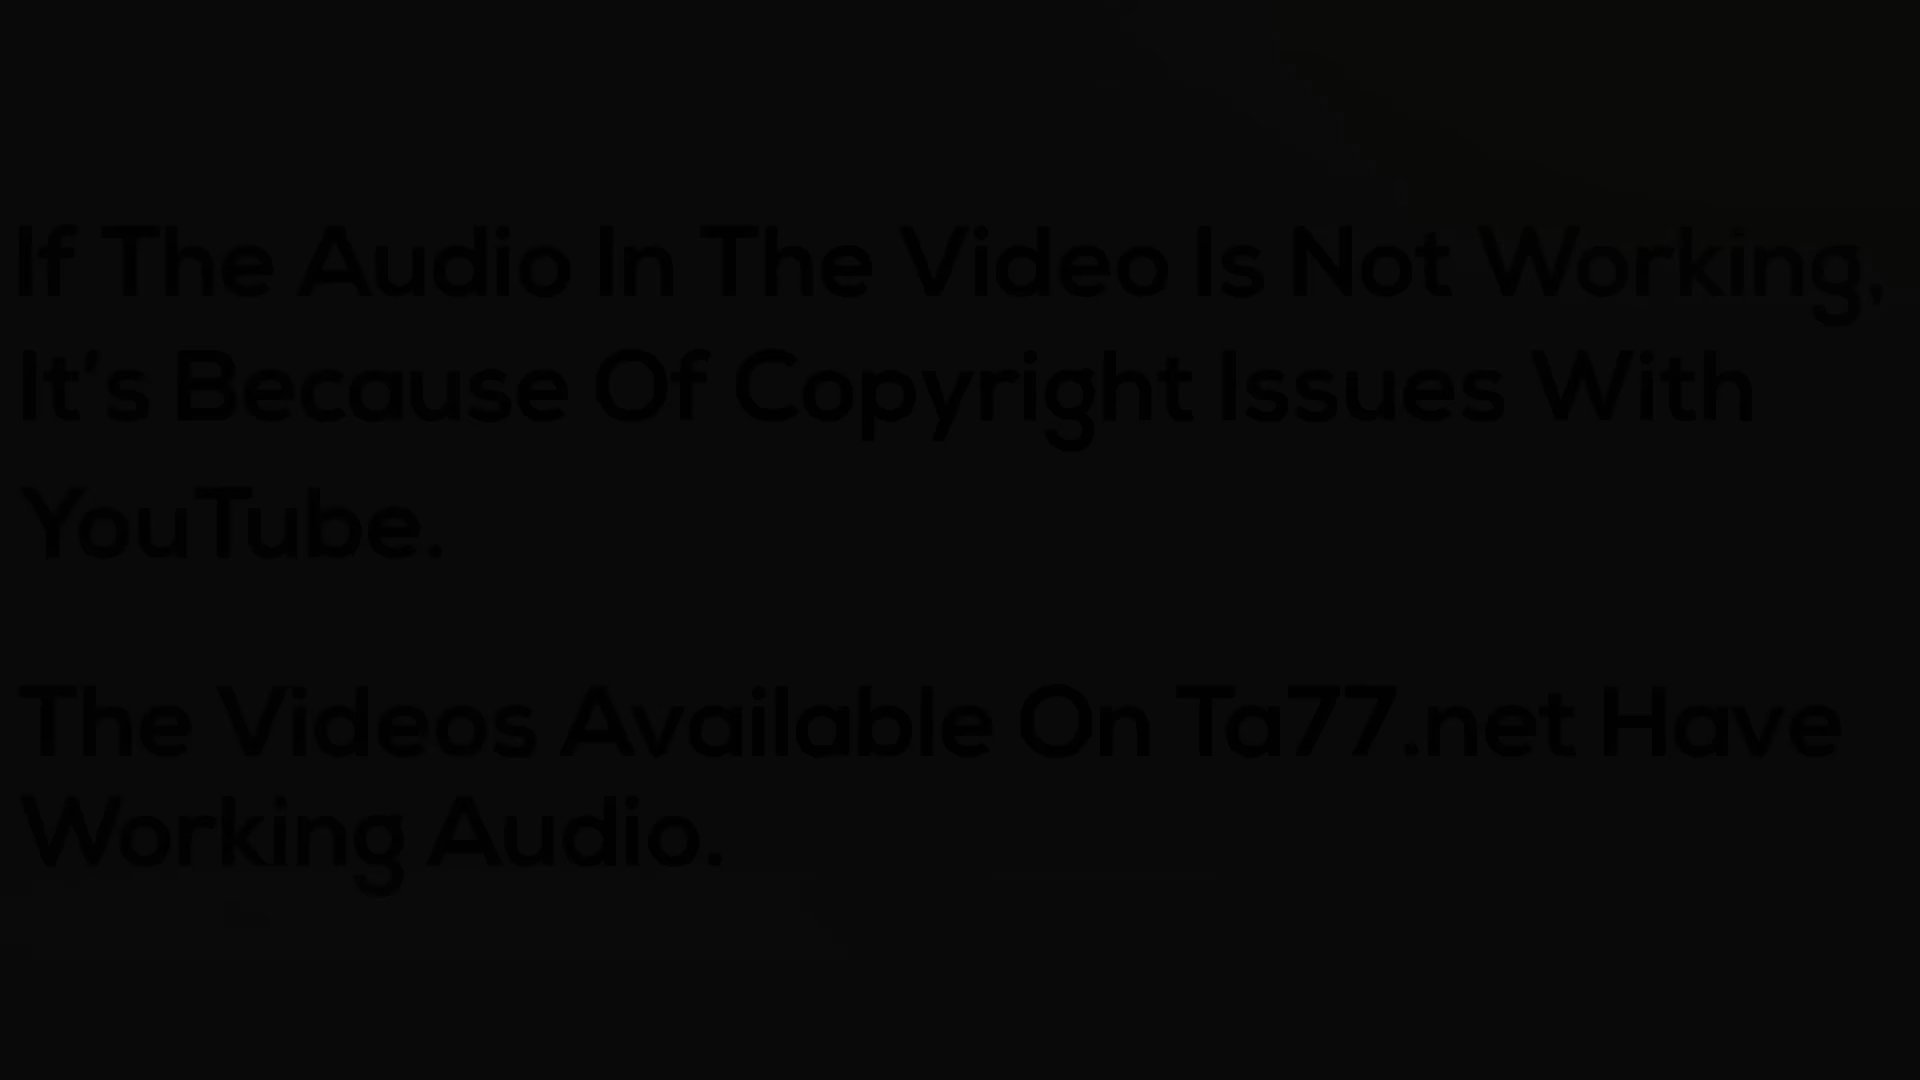 If The Audio In The Video Is Not Working,
It's Because Of Copyright Issues With
YouTube.
The Videos Available On Ta77.net Have
Working Audio.